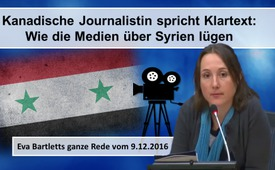 Kanadische Journalistin spricht Klartext:
Wie die Medien über Syrien lügen
Eva Bartletts ganze Rede vom 9.12.2016